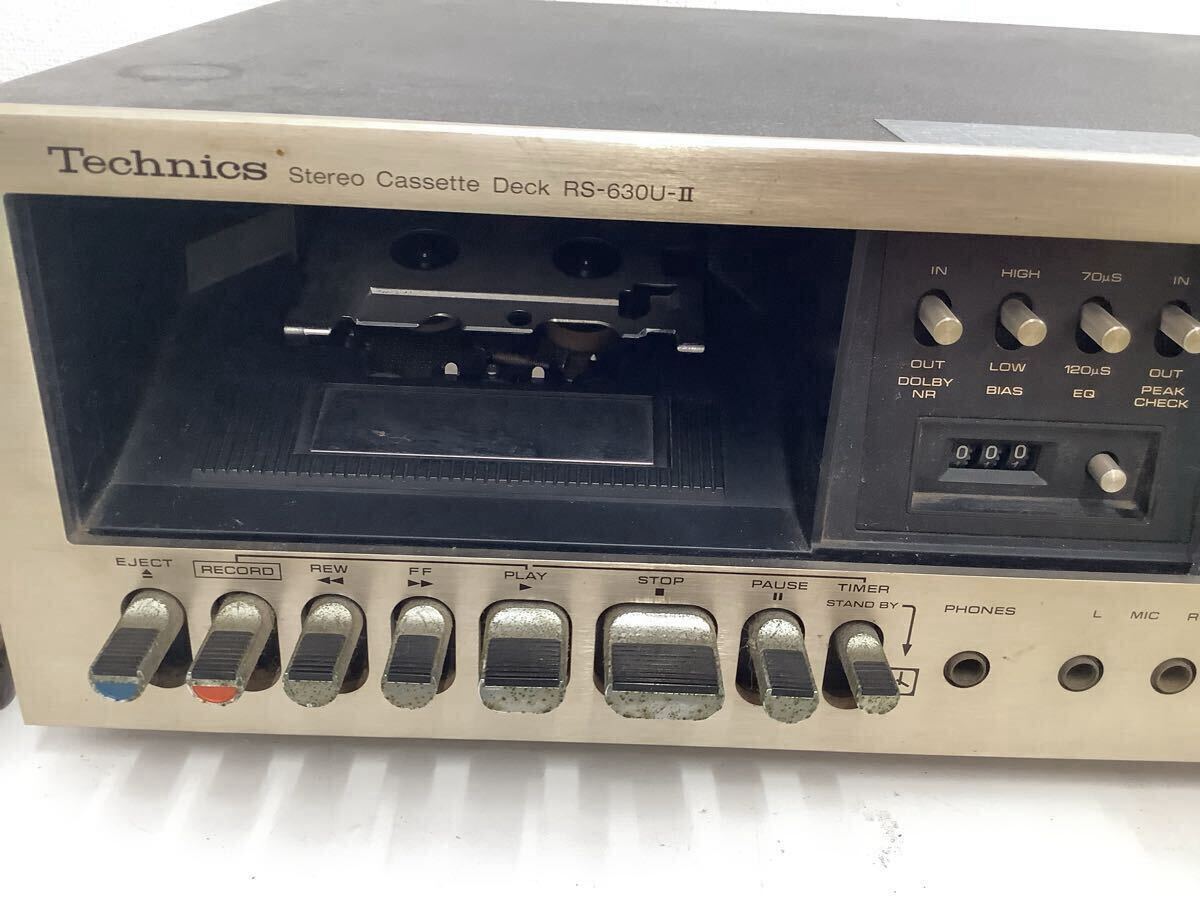 Technics Stereo Cassette Deck RS-630U-II
IN HIGH 70µS IN
OUT LOW 120µS OUT
DOLBY NR BIAS EQ PEAK CHECK
000
EJECT RECORD REW FF PLAY STOP PAUSE TIMER
STAND BY
PHONES L MIC R